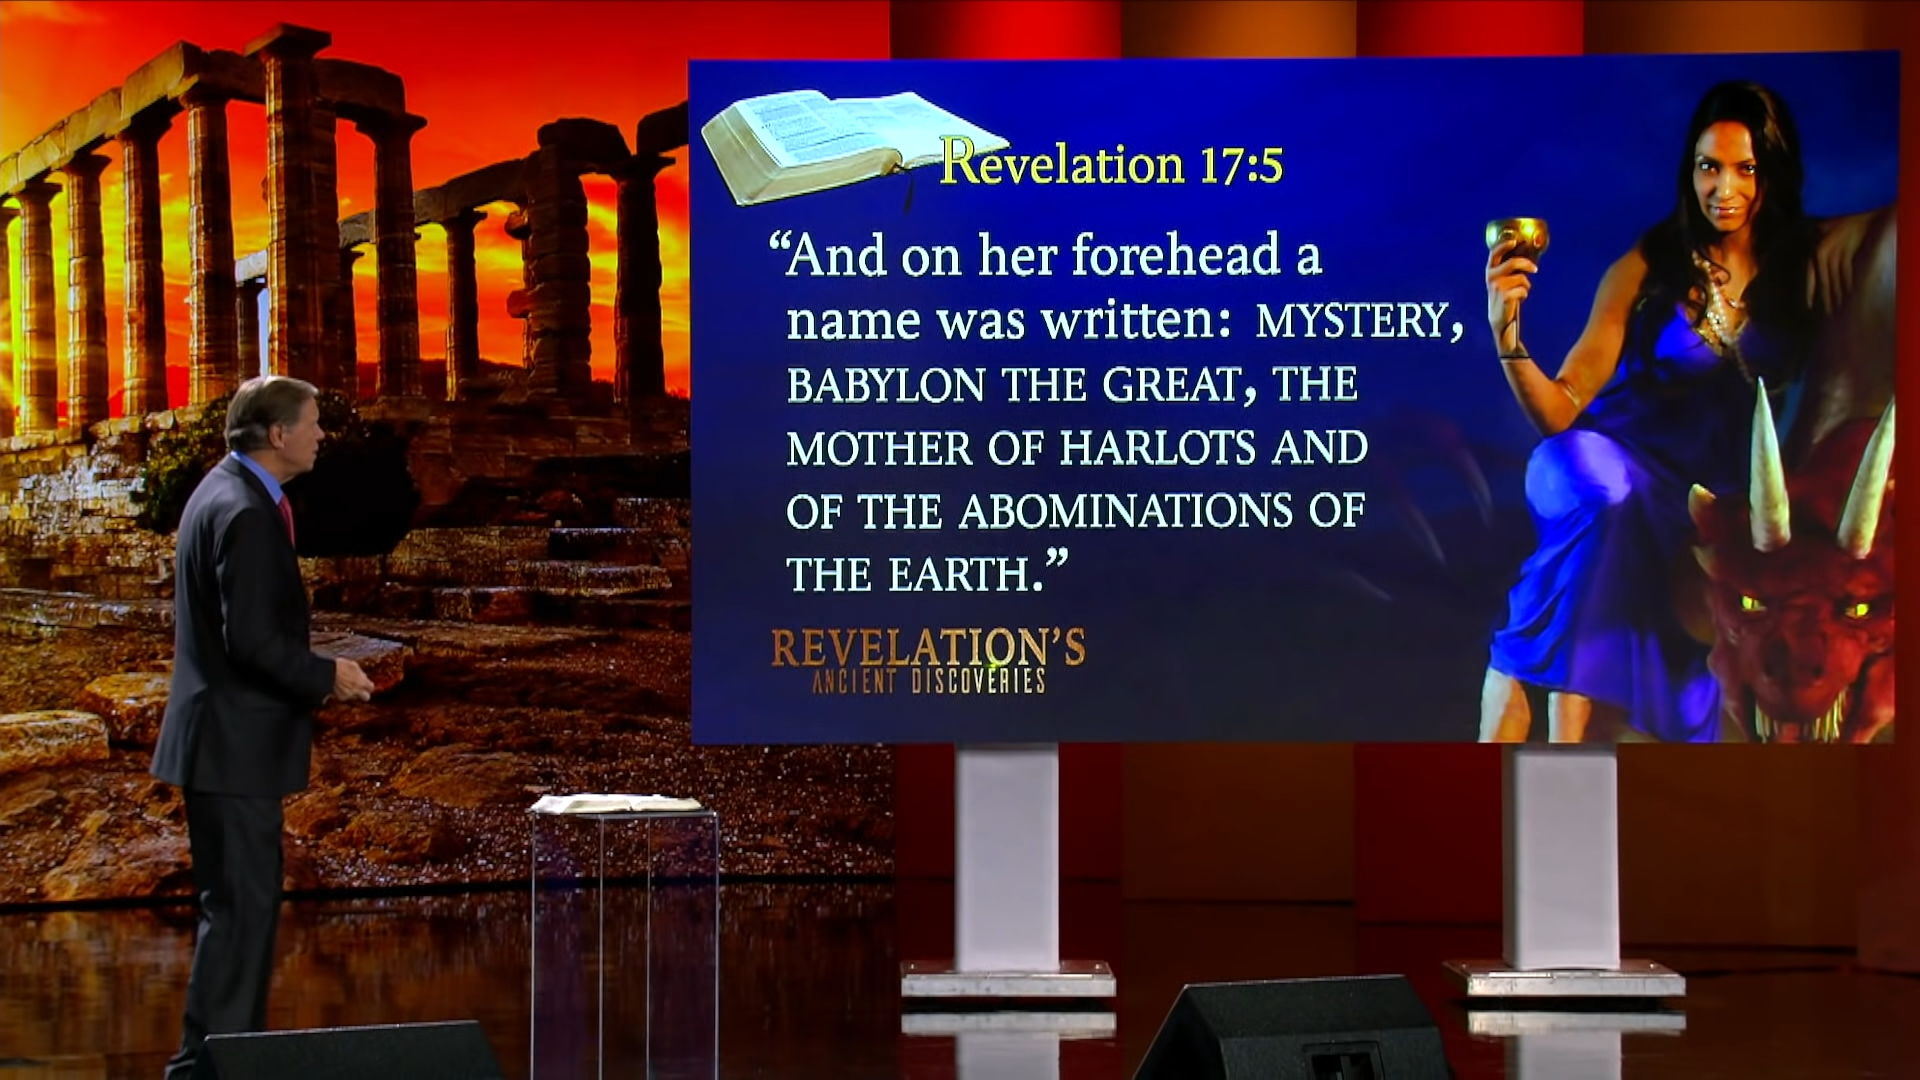 Revelation 17:5
“And on her forehead a
name was written: MYSTERY,
BABYLON THE GREAT, THE
MOTHER OF HARLOTS AND
OF THE ABOMINATIONS OF
THE EARTH.”
REVELATION’S
ANCIENT DISCOVERIES